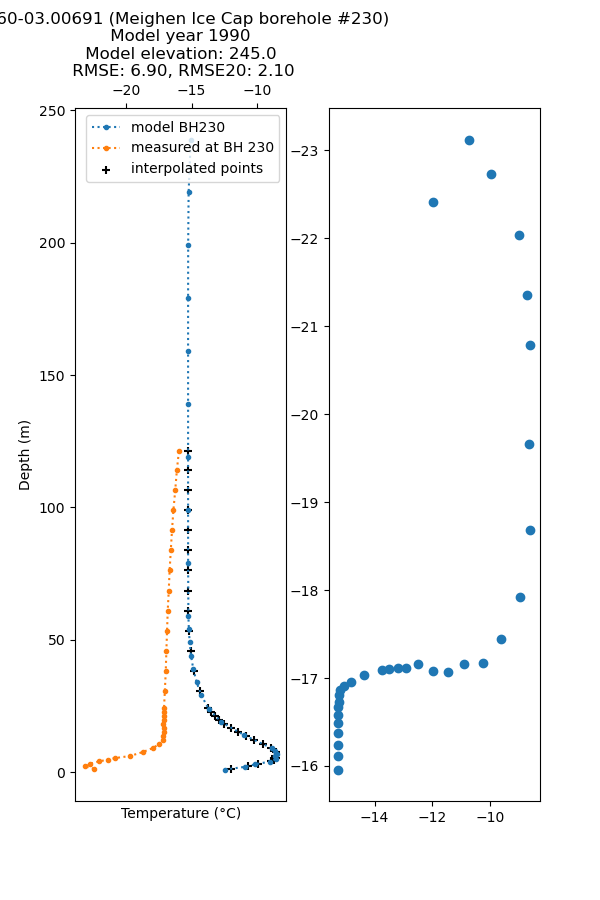 60-03.00691 (Meighen Ice Cap borehole #230)
Model year 1990
Model elevation: 245.0
RMSE: 6.90, RMSE20: 2.10
−20 −15 −10
250
200
150
100
50
0
Depth (m)
model BH230
measured at BH 230
interpolated points
Temperature (°C)
−23
−22
−21
−20
−19
−18
−17
−16
−14 −12 −10